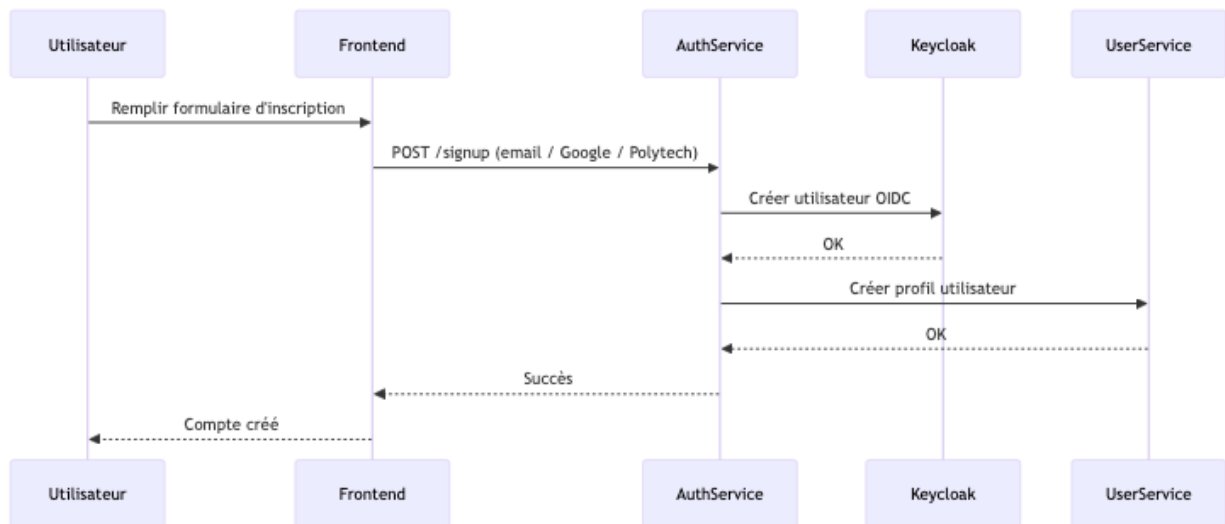 Utilisateur
Frontend
AuthService
Keycloak
UserService
Remplir formulaire d'inscription
POST /signup (email / Google / Polytech)
Créer utilisateur OIDC
OK
Créer profil utilisateur
OK
Succès
Compte créé
Utilisateur
Frontend
AuthService
Keycloak
UserService